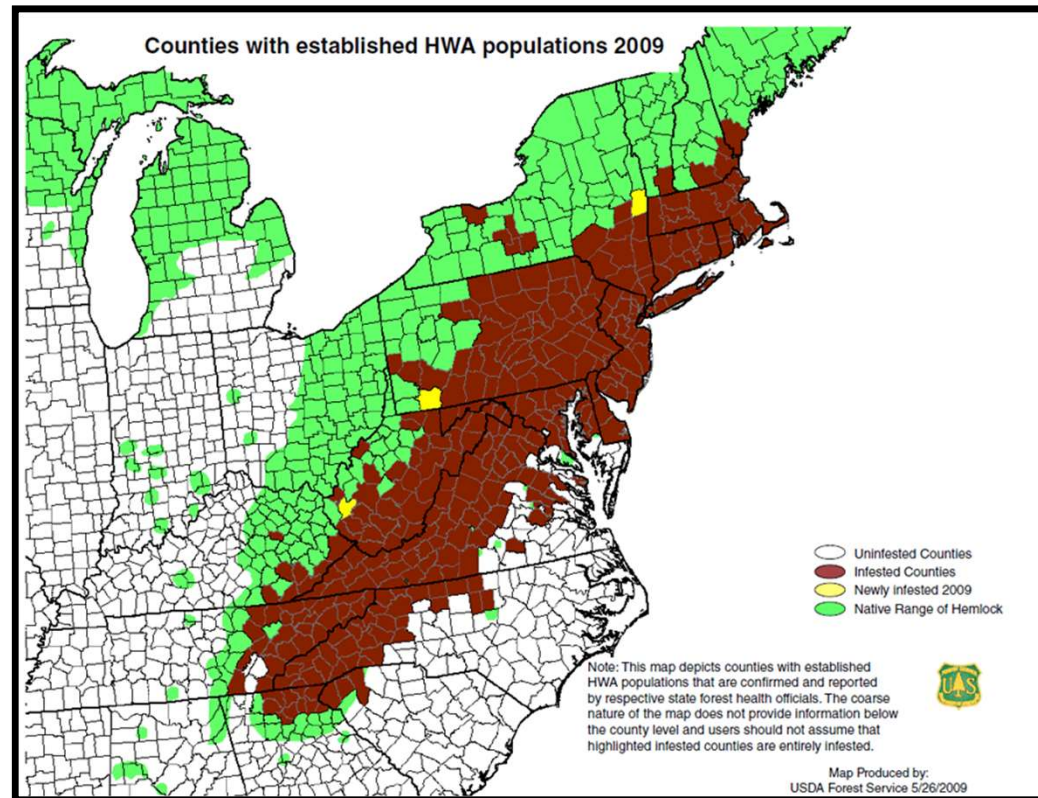 Counties with established HWA populations 2009
Uninfested Counties
Infested Counties
Newly infested 2009
Native Range of Hemlock
Note: This map depicts counties with established
HWA populations that are confirmed and reported
by respective state forest health officials. The coarse
nature of the map does not provide information below
the county level and users should not assume that
highlighted infested counties are entirely infested.
U S
Map Produced by:
USDA Forest Service 5/26/2009